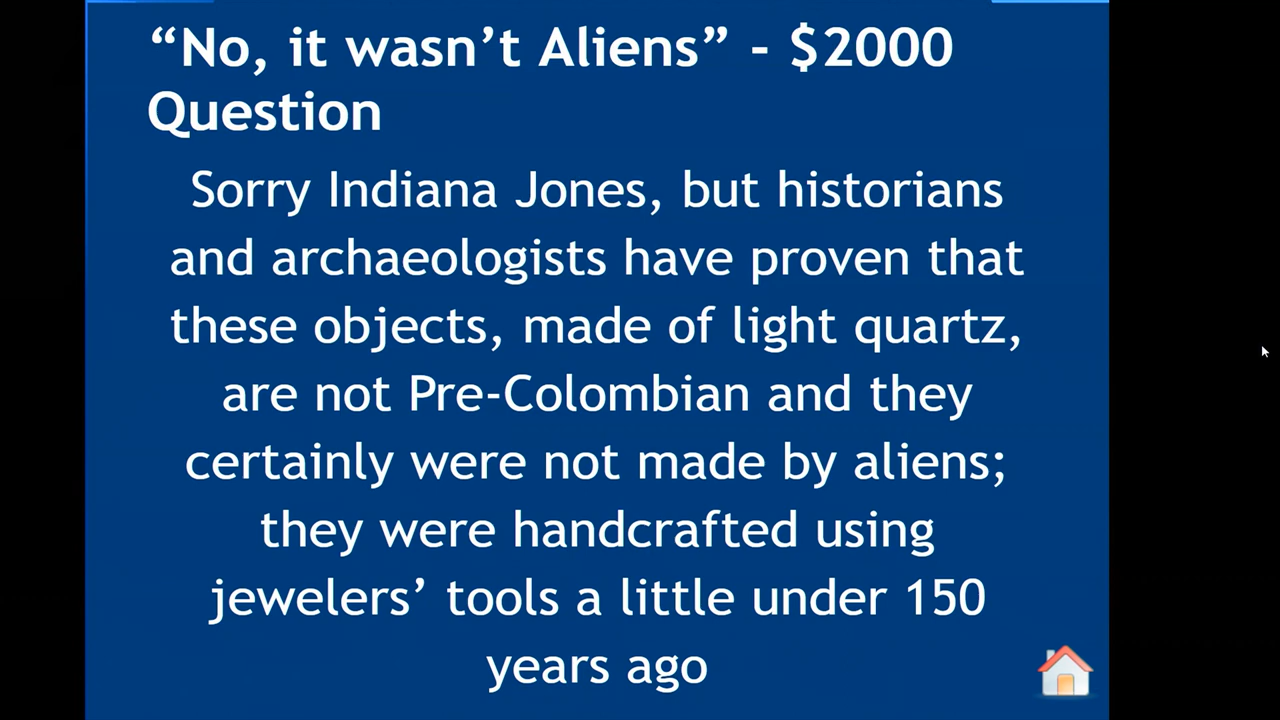 “No, it wasn’t Aliens” - $2000
Question
Sorry Indiana Jones, but historians
and archaeologists have proven that
these objects, made of light quartz,
are not Pre-Colombian and they
certainly were not made by aliens;
they were handcrafted using
jewelers’ tools a little under 150
years ago